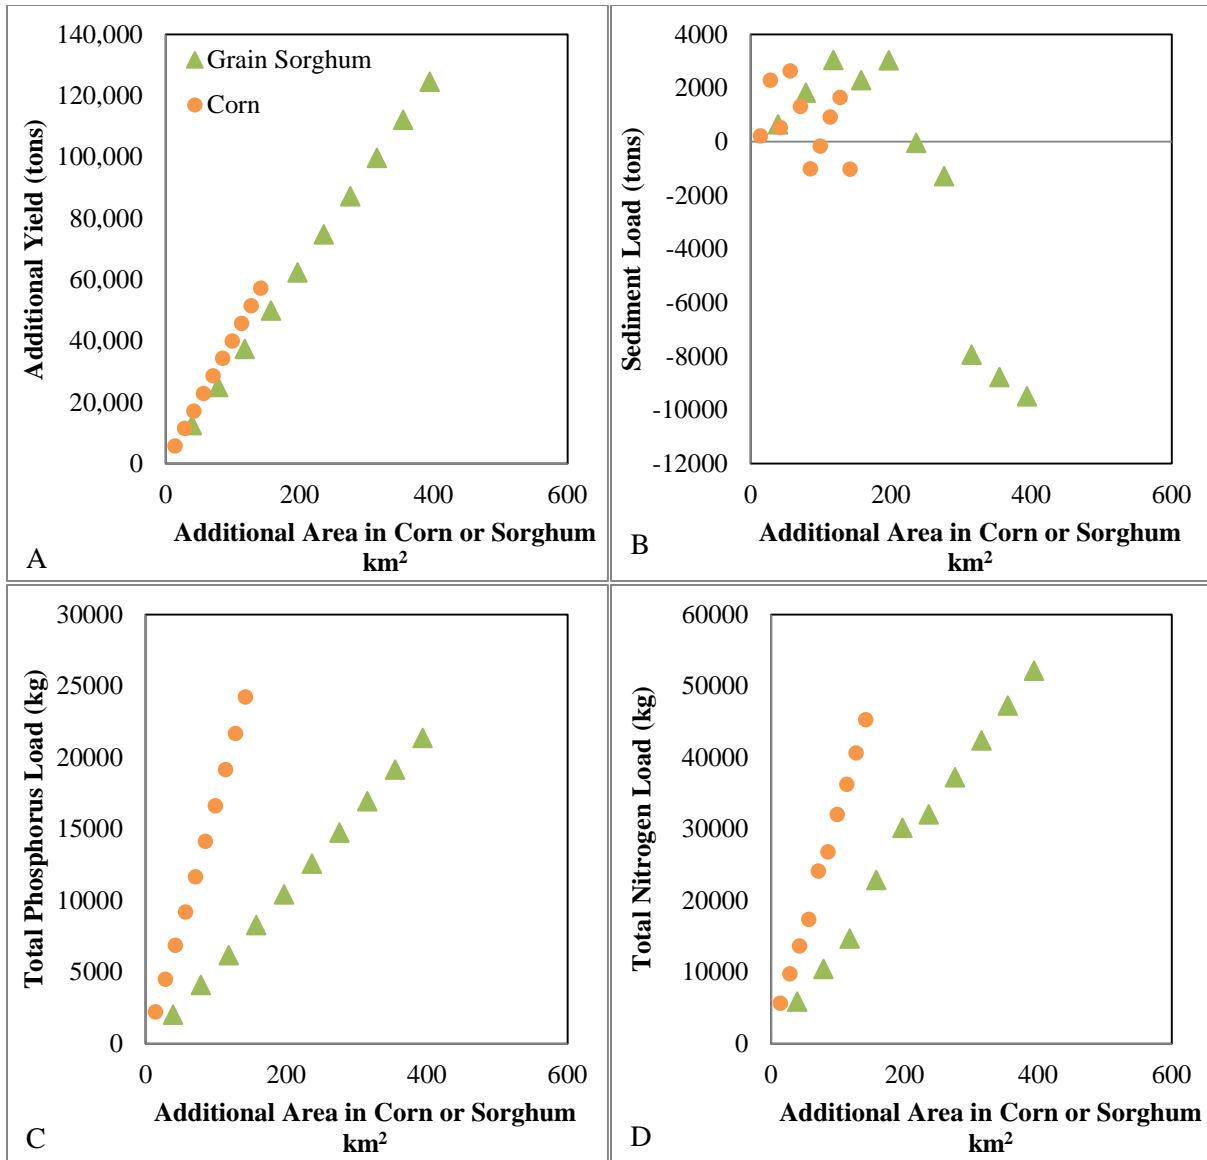 140,000
120,000
100,000
80,000
60,000
40,000
20,000
0
Additional Yield (tons)
Grain Sorghum
Corn
0 200 400 600
Additional Area in Corn or Sorghum
km²
A
4000
2000
0
-2000
-4000
-6000
-8000
-10000
-12000
Sediment Load (tons)
0 200 400 600
Additional Area in Corn or Sorghum
km²
B
30000
25000
20000
15000
10000
5000
0
Total Phosphorus Load (kg)
0 200 400 600
Additional Area in Corn or Sorghum
km²
C
60000
50000
40000
30000
20000
10000
0
Total Nitrogen Load (kg)
0 200 400 600
Additional Area in Corn or Sorghum
km²
D